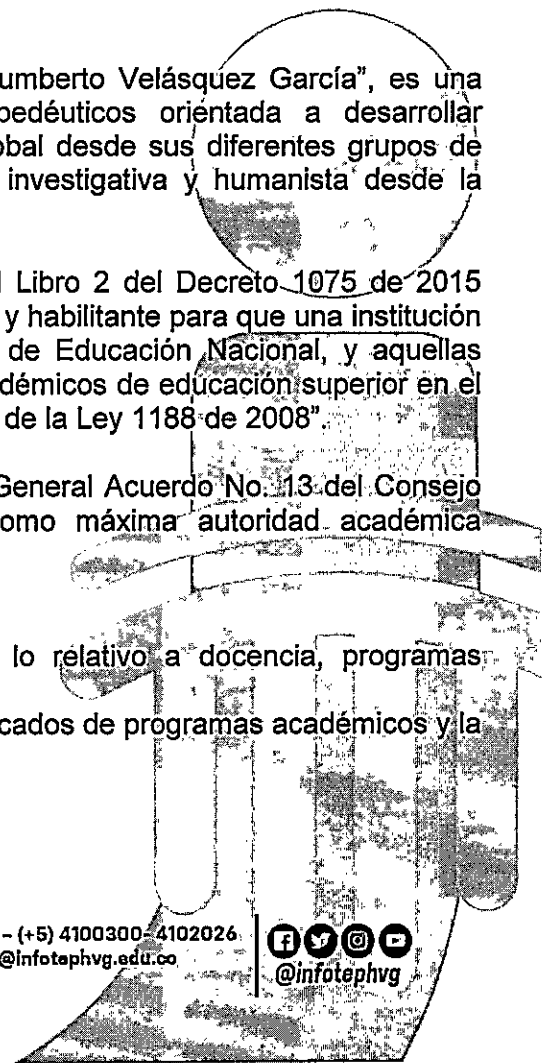 umberto Velásquez García”, es una
pedéuticos orientada a desarrollar
obal desde sus diferentes grupos de
investigativa y humanista desde la
l Libro 2 del Decreto 1075 de 2015
y habilitante para que una institución
de Educación Nacional, y aquellas
démicos de educación superior en el
de la Ley 1188 de 2008”.
General Acuerdo No. 13 del Consejo
omo máxima autoridad académica
lo relativo a docencia, programas
cados de programas académicos y la
- (+5) 4100300- 4102026
@infotephvg.edu.co
@infotephvg